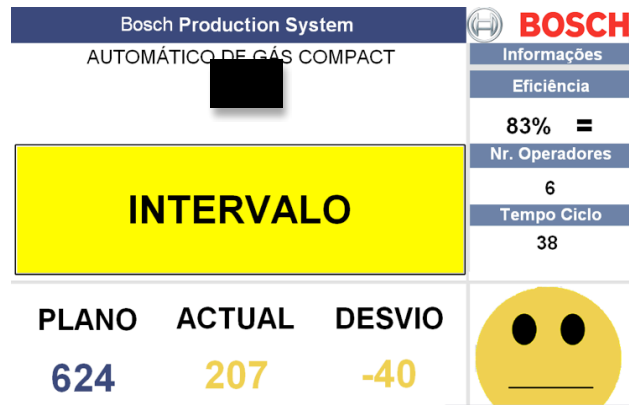 Bosch Production System
BOSCH
AUTOMÁTICO DE GÁS COMPACT
Informações
Eficiência
83% =
Nr. Operadores
6
Tempo Ciclo
38
INTERVALO
PLANO ACTUAL DESVIO
624 207 -40